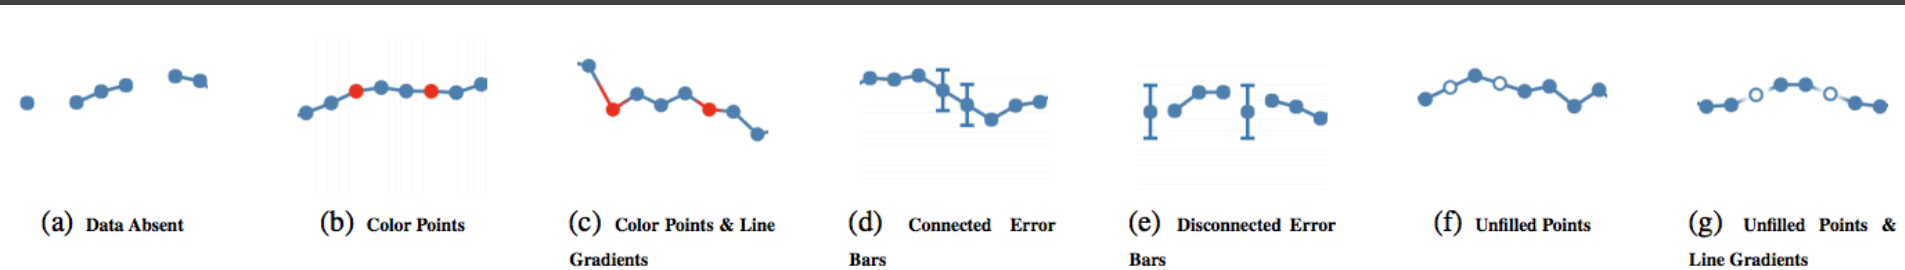 (a) Data Absent
(b) Color Points
(c) Color Points & Line
Gradients
(d) Connected Error
Bars
(e) Disconnected Error
Bars
(f) Unfilled Points
(g) Unfilled Points &
Line Gradients